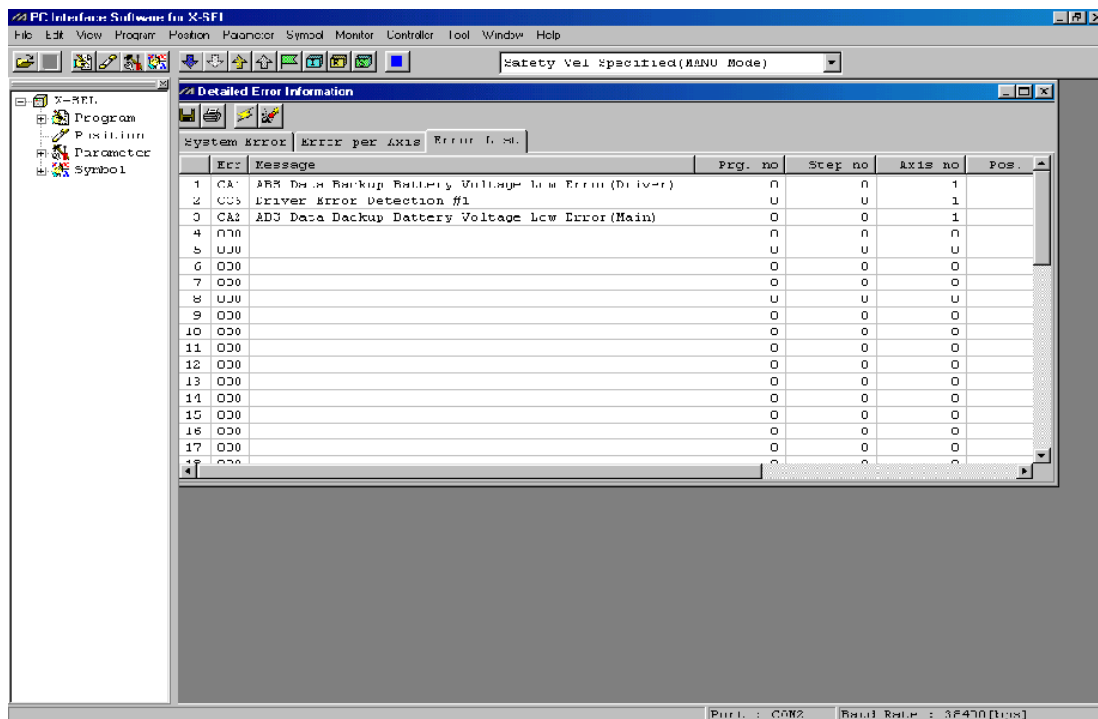 PC Interface Software for X-SEL
File Edit View Program Position Parameter Symbol Monitor Controller Tool Window Help
Safety Vel Specified(MANU Mode)
X-SEL
Program
Position
Parameter
Symbol
Detailed Error Information
System Error Error per Axis Error List
Err Message Prg. no Step no Axis no Pos.
1 CA1 ABS Data Backup Battery Voltage Low Error(Driver) 0 0 1
2 Driver Error Detection #1 0 0 1
3 CA2 ABS Data Backup Battery Voltage Low Error(Main) 0 0 1
4 000 0 0 0
5 000 0 0 0
6 000 0 0 0
7 000 0 0 0
8 000 0 0 0
9 000 0 0 0
10 000 0 0 0
11 000 0 0 0
12 000 0 0 0
13 000 0 0 0
14 000 0 0 0
15 000 0 0 0
16 000 0 0 0
17 000 0 0 0
18 000 0 0 0
Port : COM2 Baud Rate : 38400[bps]